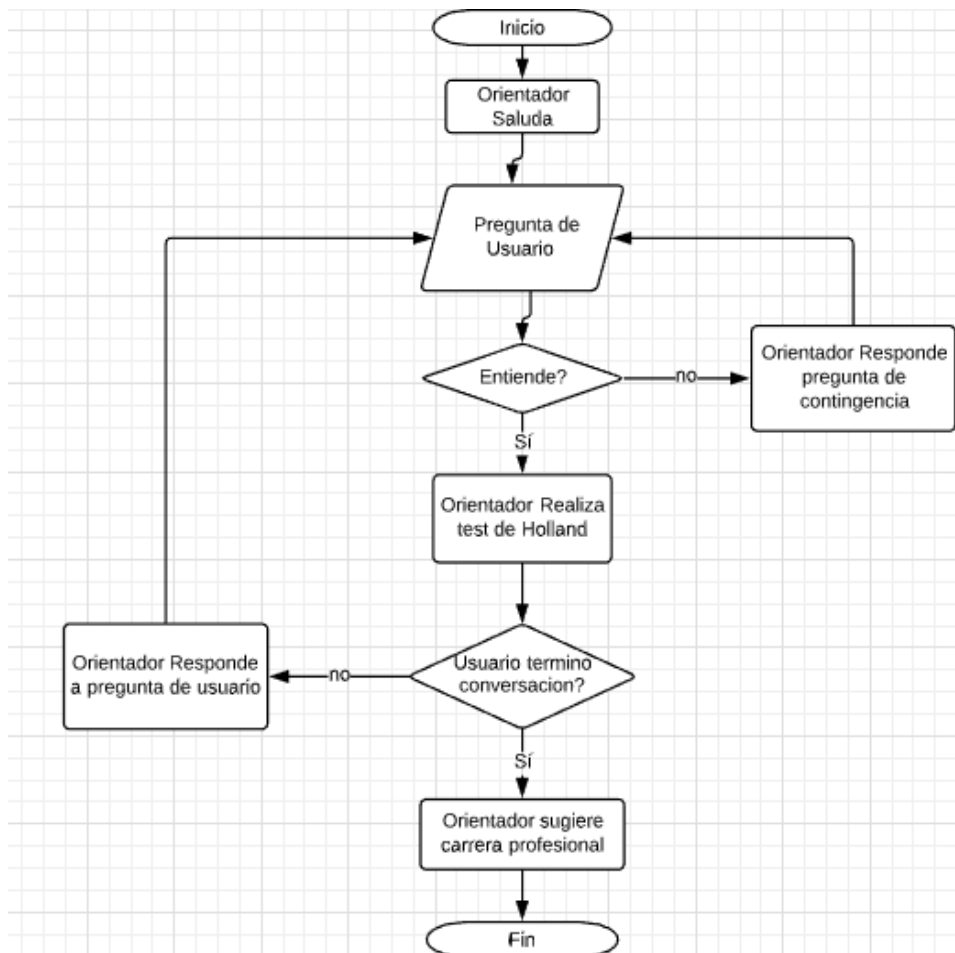 Inicio
Orientador
Saluda
Pregunta de
Usuario
Entiende?
no
Orientador Responde
pregunta de
contingencia
Sí
Orientador Realiza
test de Holland
Usuario termino
conversacion?
no
Orientador Responde
a pregunta de usuario
Sí
Orientador sugiere
carrera profesional
Fin